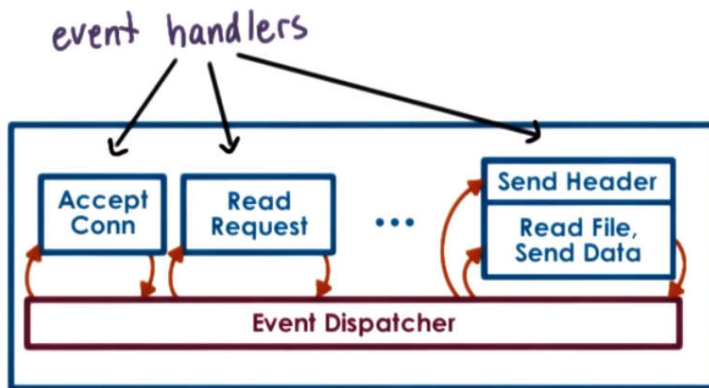 event handlers
Accept
Conn
Read
Request
...
Send Header
Read File,
Send Data
Event Dispatcher